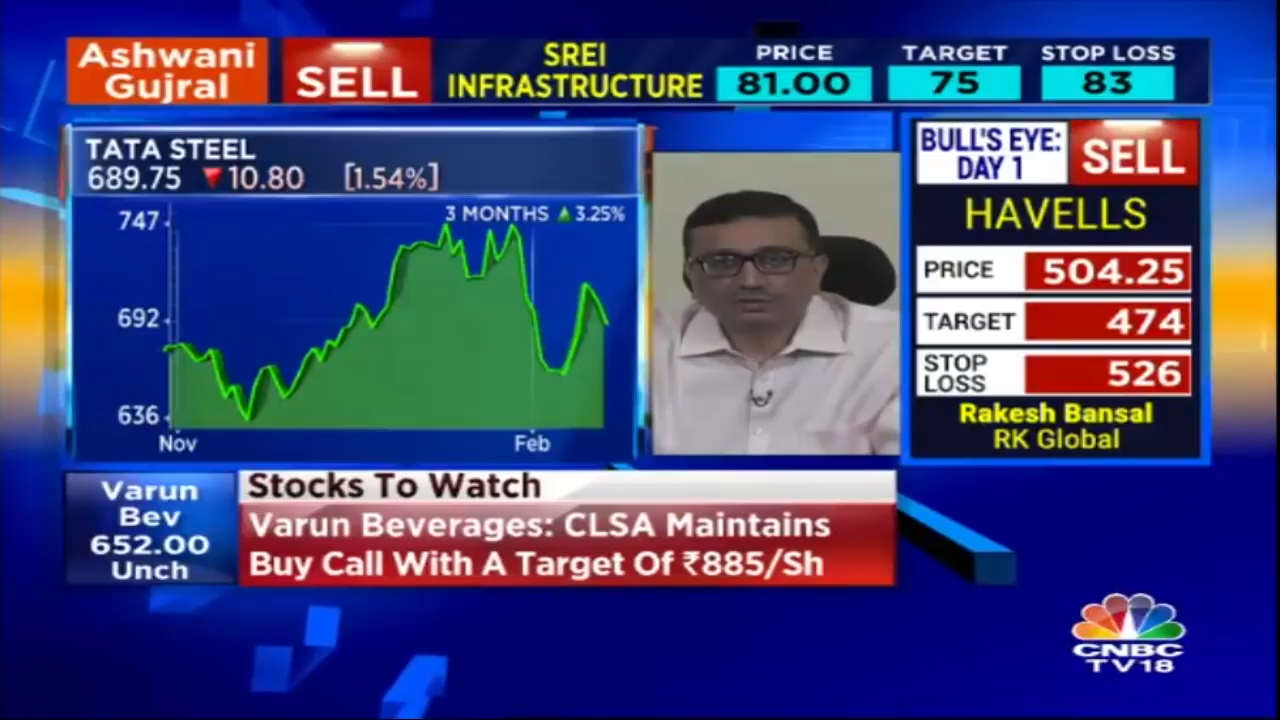 Ashwani
Gujral
SELL
SREI
INFRASTRUCTURE
PRICE
81.00
TARGET
75
STOP LOSS
83
TATA STEEL
689.75 ▼10.80 [1.54%]
3 MONTHS ▲3.25%
747
692
636
Nov
Feb
BULL'S EYE:
DAY 1
SELL
HAVELLS
PRICE 504.25
TARGET 474
STOP
LOSS
526
Rakesh Bansal
RK Global
Varun
Bev
652.00
Unch
Stocks To Watch
Varun Beverages: CLSA Maintains
Buy Call With A Target Of ₹885/Sh
CNBC
TV18